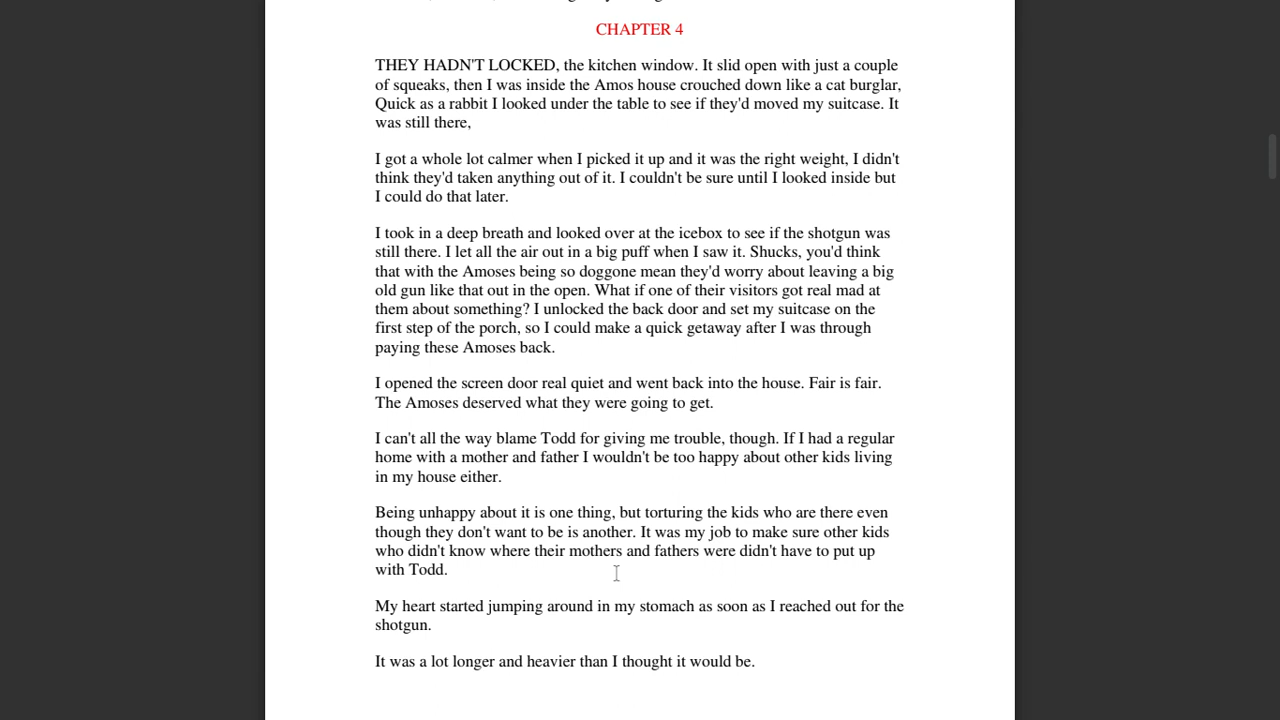 CHAPTER 4
THEY HADN'T LOCKED, the kitchen window. It slid open with just a couple
of squeaks, then I was inside the Amos house crouched down like a cat burglar,
Quick as a rabbit I looked under the table to see if they'd moved my suitcase. It
was still there,
I got a whole lot calmer when I picked it up and it was the right weight, I didn't
think they'd taken anything out of it. I couldn't be sure until I looked inside but
I could do that later.
I took in a deep breath and looked over at the icebox to see if the shotgun was
still there. I let all the air out in a big puff when I saw it. Shucks, you'd think
that with the Amoses being so doggone mean they'd worry about leaving a big
old gun like that out in the open. What if one of their visitors got real mad at
them about something? I unlocked the back door and set my suitcase on the
first step of the porch, so I could make a quick getaway after I was through
paying these Amoses back.
I opened the screen door real quiet and went back into the house. Fair is fair.
The Amoses deserved what they were going to get.
I can't all the way blame Todd for giving me trouble, though. If I had a regular
home with a mother and father I wouldn't be too happy about other kids living
in my house either.
Being unhappy about it is one thing, but torturing the kids who are there even
though they don't want to be is another. It was my job to make sure other kids
who didn't know where their mothers and fathers were didn't have to put up
with Todd.
My heart started jumping around in my stomach as soon as I reached out for the
shotgun.
It was a lot longer and heavier than I thought it would be.